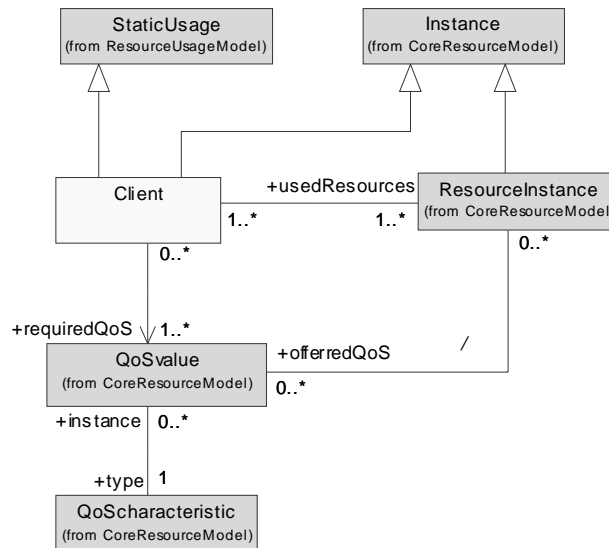 StaticUsage
(from ResourceUsageModel)
Instance
(from CoreResourceModel)
Client
+usedResources
1..*
1..*
ResourceInstance
(from CoreResourceModel)
0..*
0..*
+requiredQoS
1..*
QoSvalue
(from CoreResourceModel)
+offerredQoS
/
0..*
+instance
0..*
+type
1
QoScharacteristic
(from CoreResourceModel)